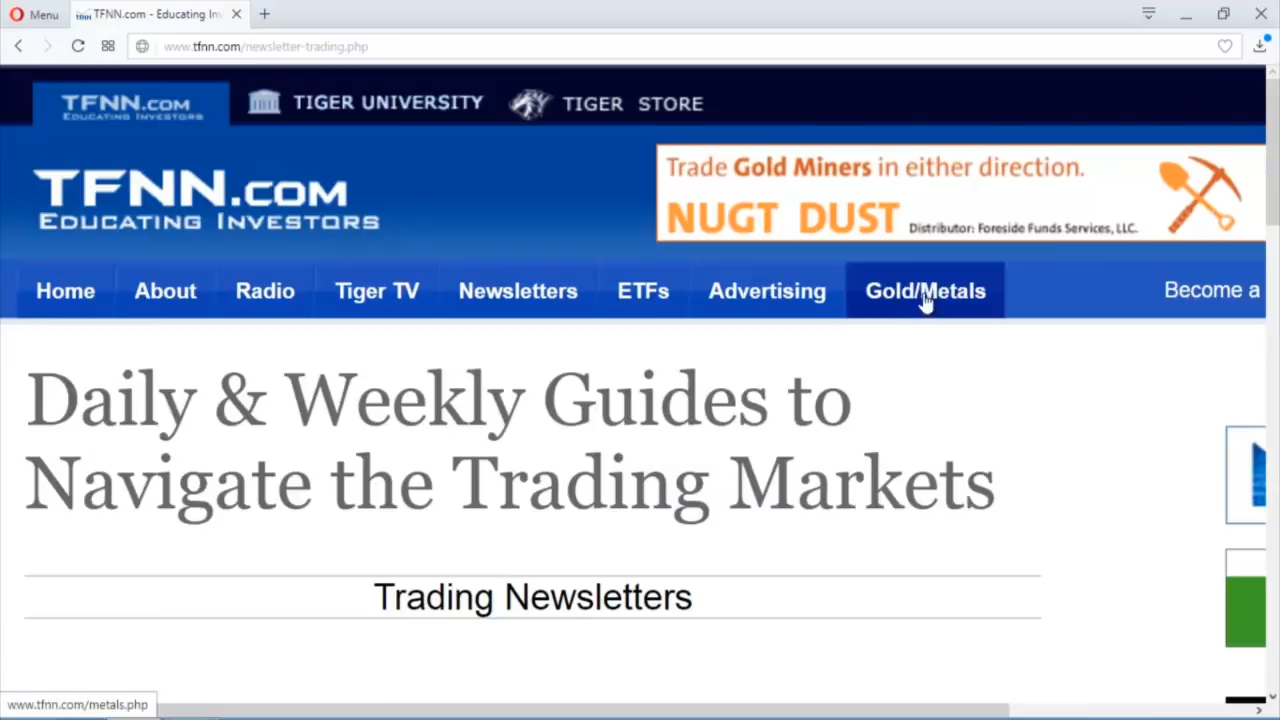 Menu
TFNN.com - Educating In
www.tfnn.com/newsletter-trading.php
TFNN.COM
EDUCATING INVESTORS
TIGER UNIVERSITY
TIGER STORE
TFNN.COM
EDUCATING INVESTORS
Trade Gold Miners in either direction.
NUGT DUST Distributor: Foreside Funds Services, LLC.
Home About Radio Tiger TV Newsletters ETFs Advertising Gold/Metals Become a
Daily & Weekly Guides to
Navigate the Trading Markets
Trading Newsletters
www.tfnn.com/metals.php